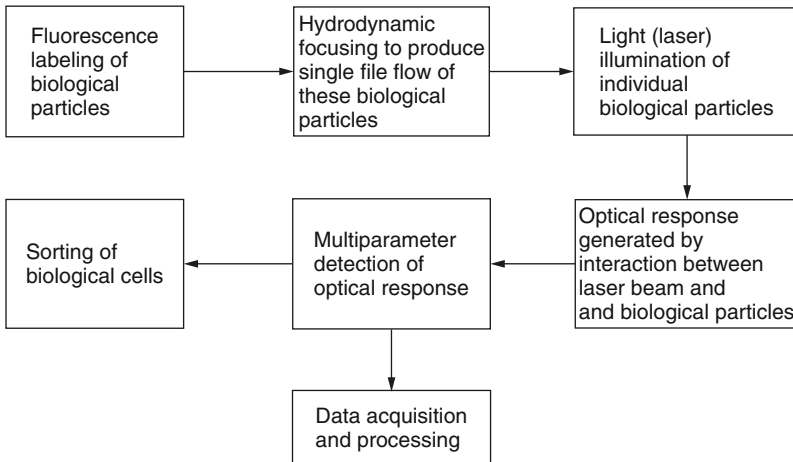 Fluorescence
labeling of
biological
particles
Hydrodynamic
focusing to produce
single file flow of
these biological
particles
Light (laser)
illumination of
individual
biological particles
Optical response
generated by
interaction between
laser beam and
and biological particles
Multiparameter
detection of
optical response
Sorting of
biological cells
Data acquisition
and processing